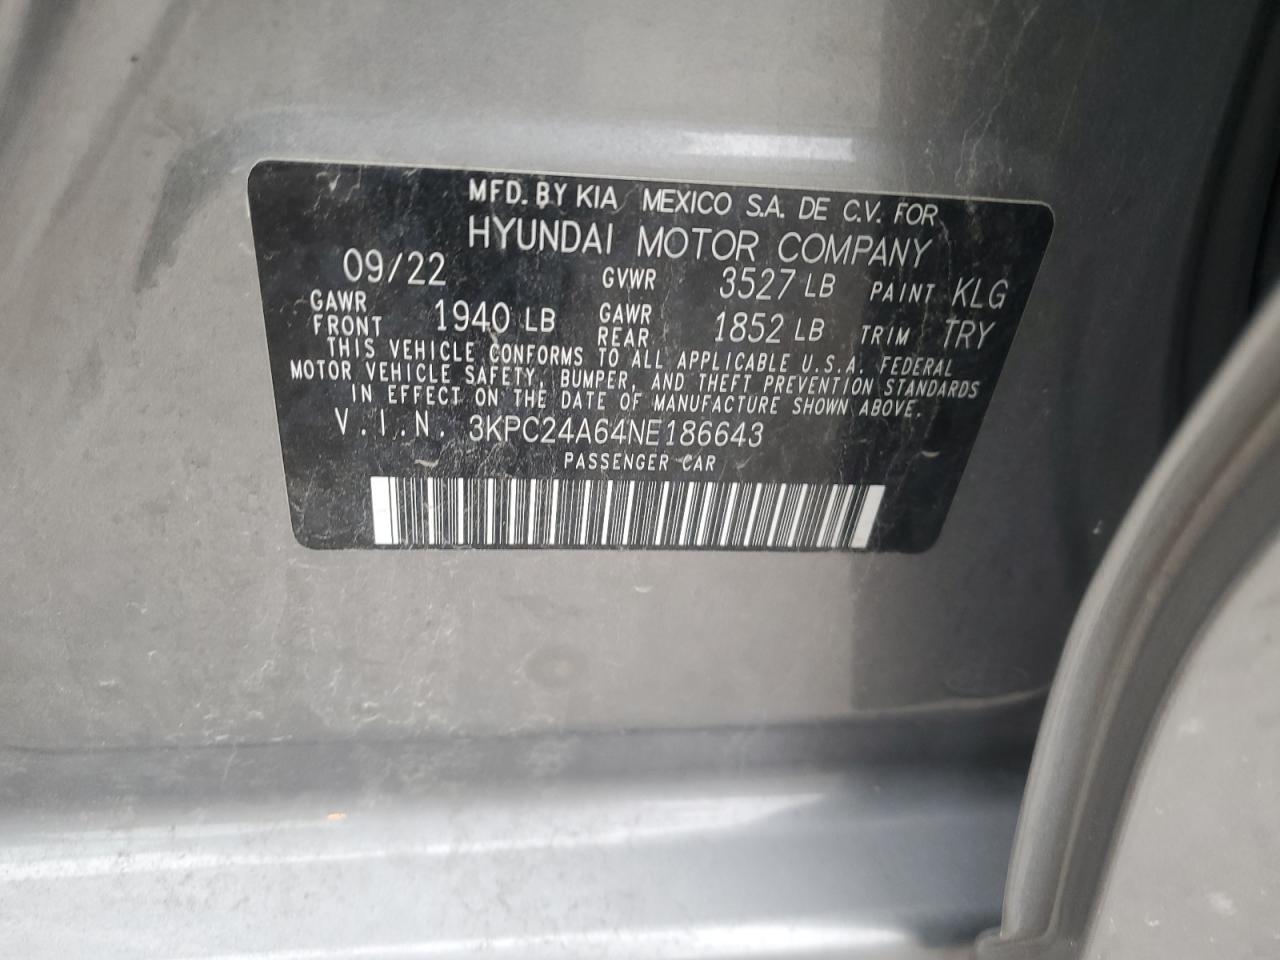 MFD. BY KIA MEXICO S.A. DE C.V. FOR
HYUNDAI MOTOR COMPANY
09/22 GVWR 3527 LB PAINT KLG
GAWR FRONT 1940 LB GAWR REAR 1852 LB TRIM TRY
THIS VEHICLE CONFORMS TO ALL APPLICABLE U.S.A. FEDERAL
MOTOR VEHICLE SAFETY, BUMPER, AND THEFT PREVENTION STANDARDS
IN EFFECT ON THE DATE OF MANUFACTURE SHOWN ABOVE.
V.I.N. 3KPC24A64NE186643
PASSENGER CAR